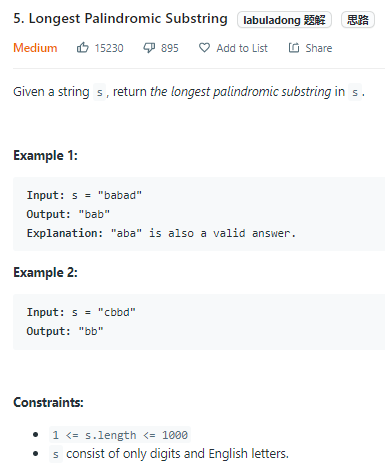 5. Longest Palindromic Substring labuladong 题解 思路
Medium 15230 895 Add to List Share
Given a string s, return the longest palindromic substring in s.
Example 1:
Input: s = "babad"
Output: "bab"
Explanation: "aba" is also a valid answer.
Example 2:
Input: s = "cbbd"
Output: "bb"
Constraints:
• 1 <= s.length <= 1000
• s consist of only digits and English letters.